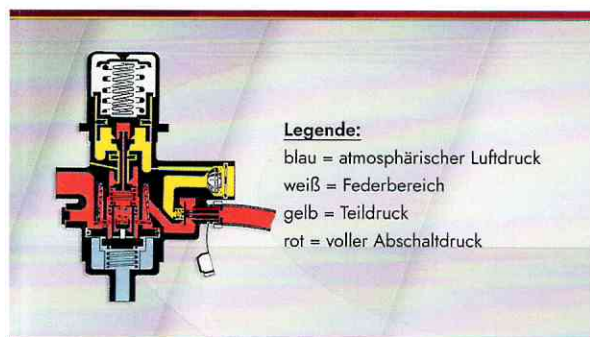 Legende:
blau = atmosphärischer Luftdruck
weiß = Federbereich
gelb = Teildruck
rot = voller Abschaltdruck